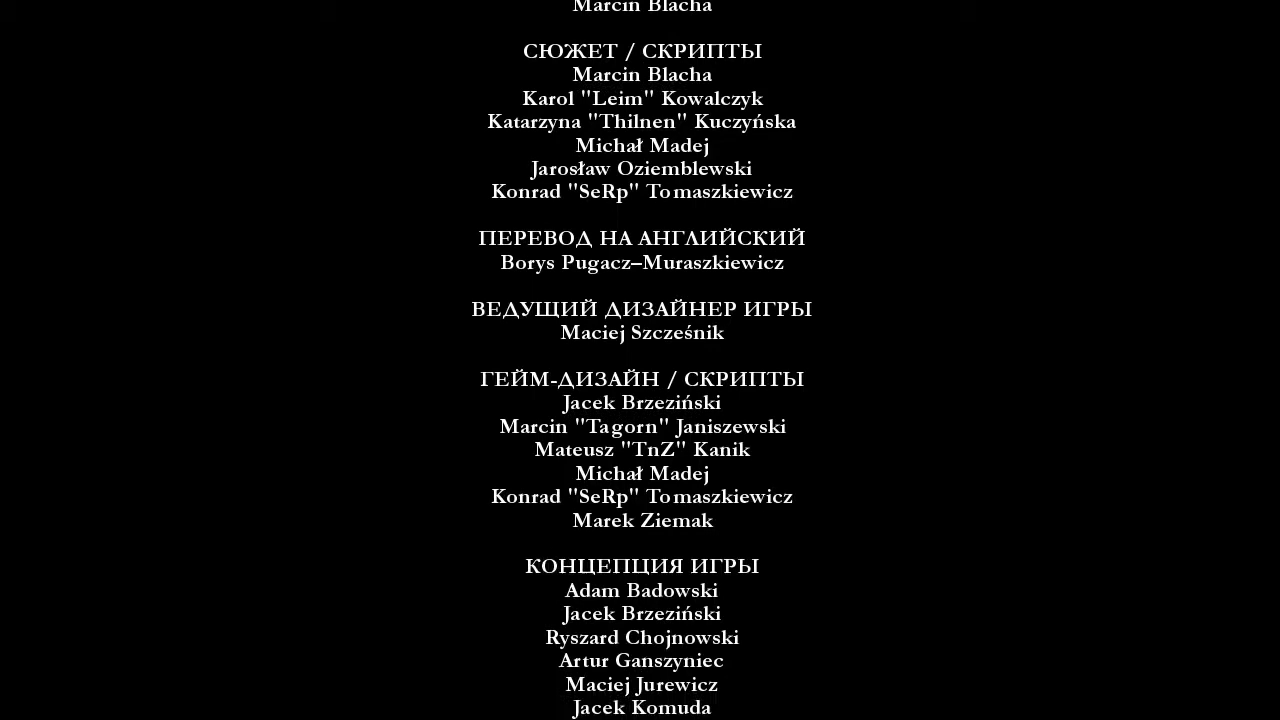 Marcin Blacha
СЮЖЕТ / СКРИПТЫ
Marcin Blacha
Karol "Leim" Kowalczyk
Katarzyna "Thilnen" Kuczyńska
Michał Madej
Jarosław Oziemblewski
Konrad "SeRp" Tomaszkiewicz
ПЕРЕВОД НА АНГЛИЙСКИЙ
Borys Pugacz–Muraszkiewicz
ВЕДУЩИЙ ДИЗАЙНЕР ИГРЫ
Maciej Szcześnik
ГЕЙМ-ДИЗАЙН / СКРИПТЫ
Jacek Brzeziński
Marcin "Tagorn" Janiszewski
Mateusz "TnZ" Kanik
Michał Madej
Konrad "SeRp" Tomaszkiewicz
Marek Ziemak
КОНЦЕПЦИЯ ИГРЫ
Adam Badowski
Jacek Brzeziński
Ryszard Chojnowski
Artur Ganszyniec
Maciej Jurewicz
Jacek Komuda